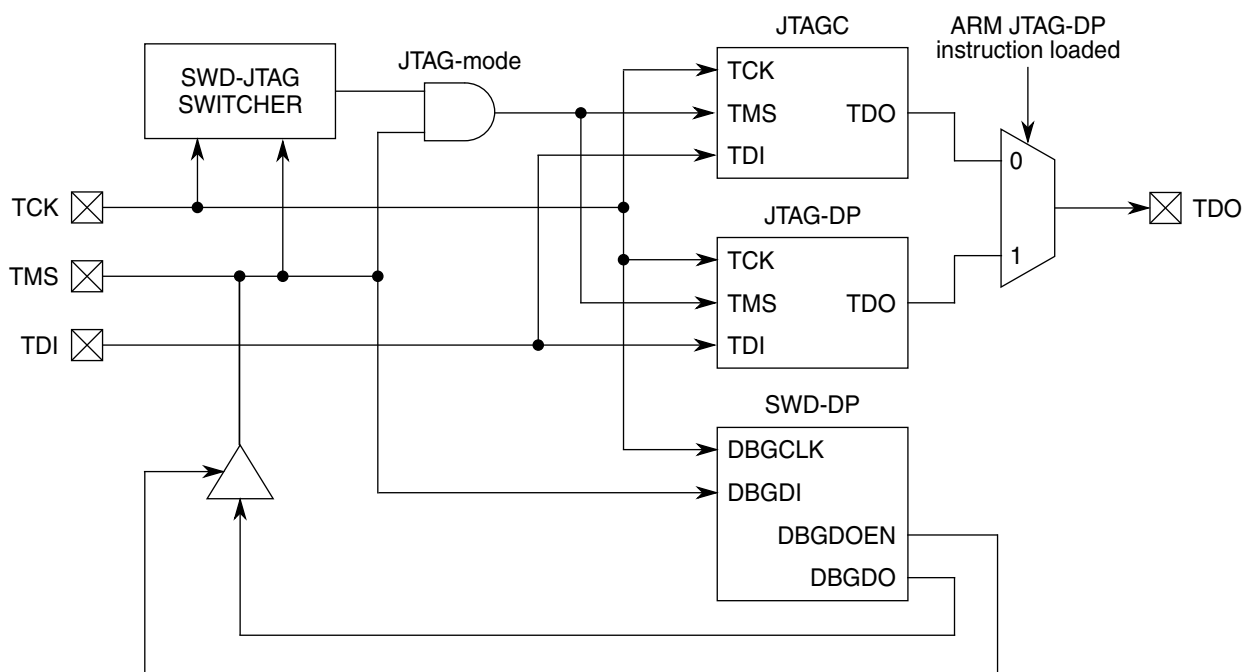 JTAGC
ARM JTAG-DP
instruction loaded
SWD-JTAG
SWITCHER
JTAG-mode
TCK
TMS
TDO
TDI
0
TCK
TDO
JTAG-DP
TMS
TCK
1
TMS
TDO
TDI
TDI
SWD-DP
DBGCLK
DBGDI
DBGDOEN
DBGDO